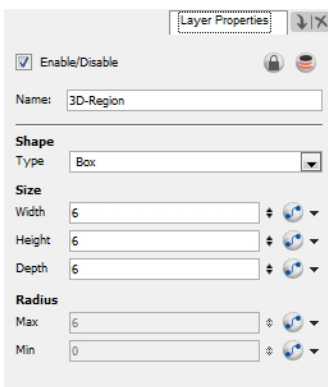 Layer Properties
Enable/Disable
Name: 3D-Region
Shape
Type Box
Size
Width 6
Height 6
Depth 6
Radius
Max 6
Min 0